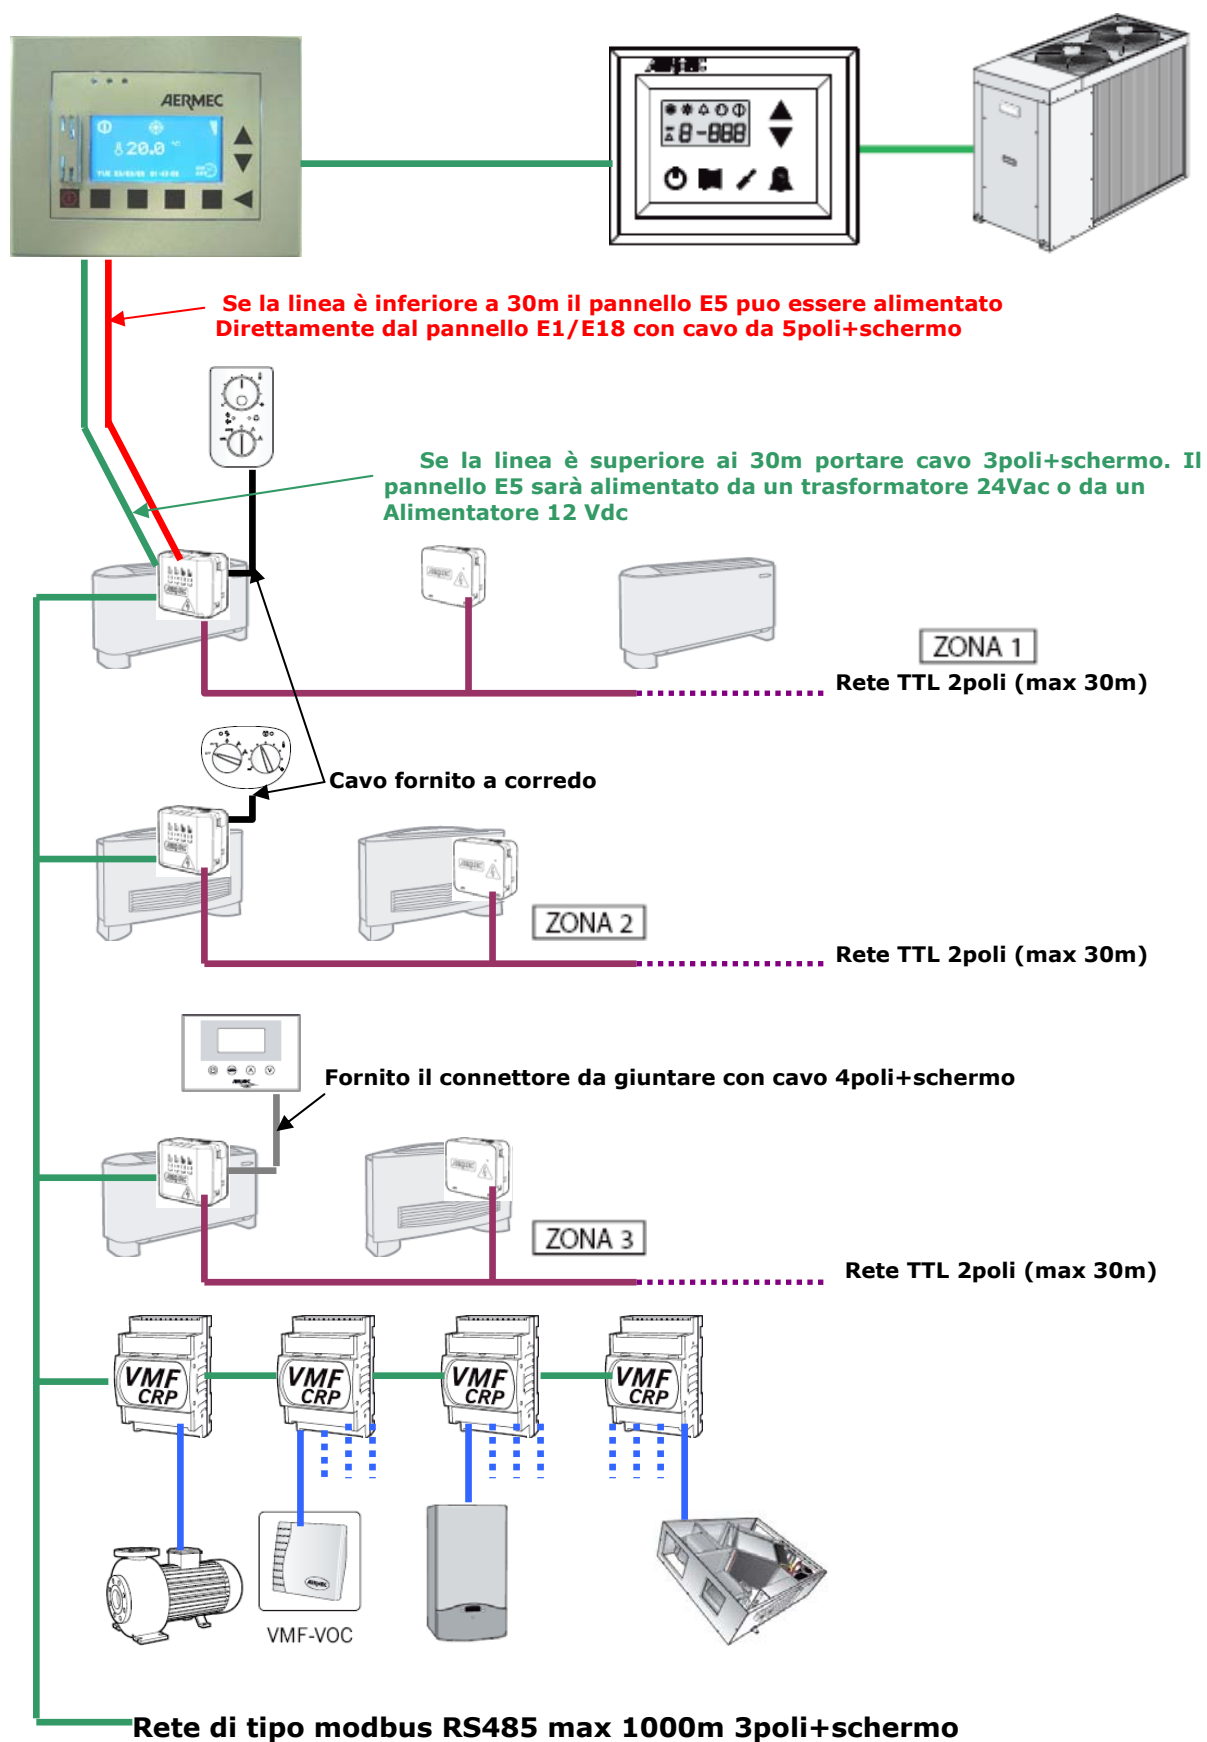 AERMEC
20.0
AERMEC
8-888
Se la linea è inferiore a 30m il pannello E5 puo essere alimentato
Direttamente dal pannello E1/E18 con cavo da 5poli+schermo
Se la linea è superiore ai 30m portare cavo 3poli+schermo. Il
pannello E5 sarà alimentato da un trasformatore 24Vac o da un
Alimentatore 12 Vdc
ZONA 1
Rete TTL 2poli (max 30m)
Cavo fornito a corredo
ZONA 2
Rete TTL 2poli (max 30m)
Fornito il connettore da giuntare con cavo 4poli+schermo
ZONA 3
Rete TTL 2poli (max 30m)
VMF
CRP
VMF
CRP
VMF
CRP
VMF
CRP
AERMEC
VMF-VOC
Rete di tipo modbus RS485 max 1000m 3poli+schermo